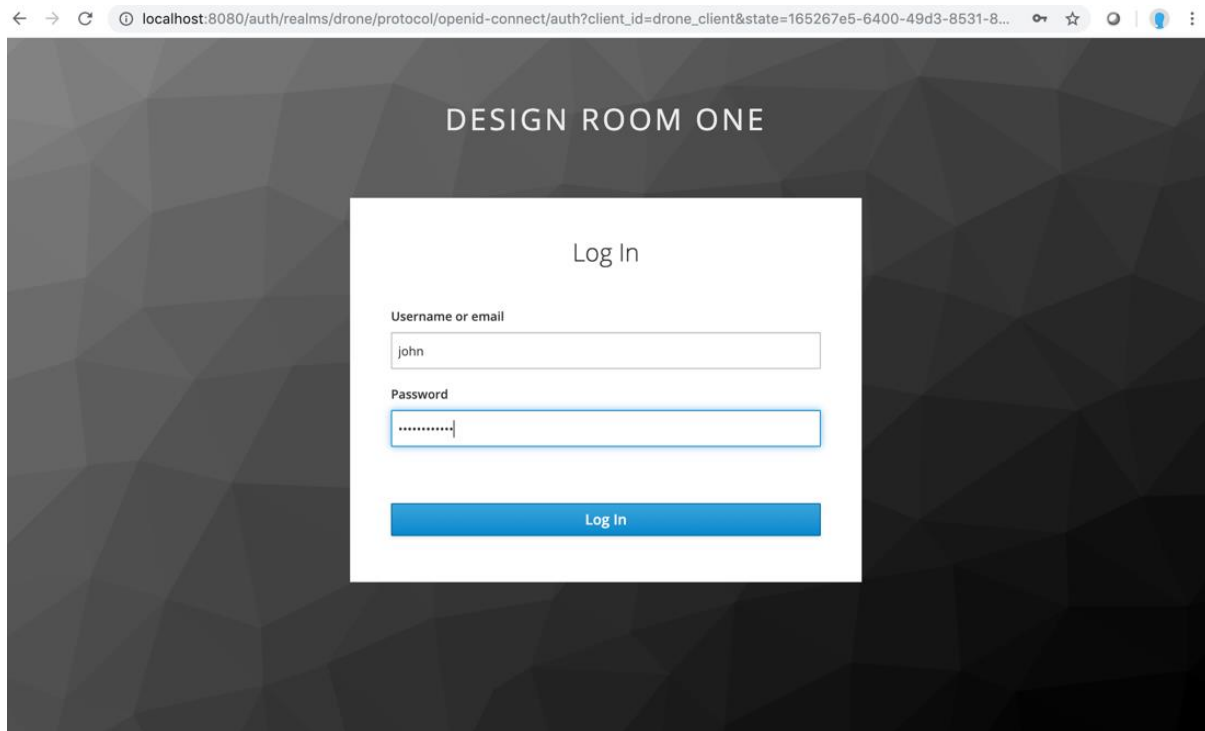 localhost:8080/auth/realms/drone/protocol/openid-connect/auth?client_id=drone_client&state=165267e5-6400-49d3-8531-8...
DESIGN ROOM ONE
Log In
Username or email
john
Password
••••••••••••
Log In